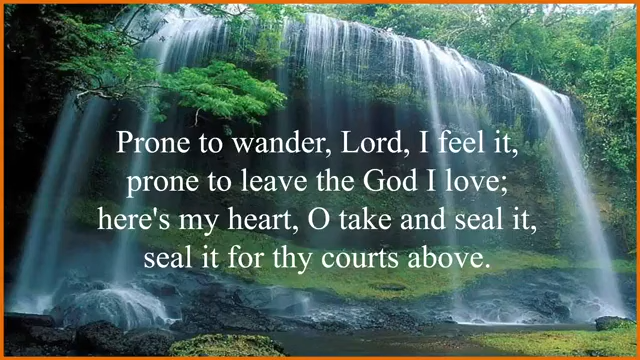 Prone to wander, Lord, I feel it,
prone to leave the God I love;
here's my heart, O take and seal it,
seal it for thy courts above.